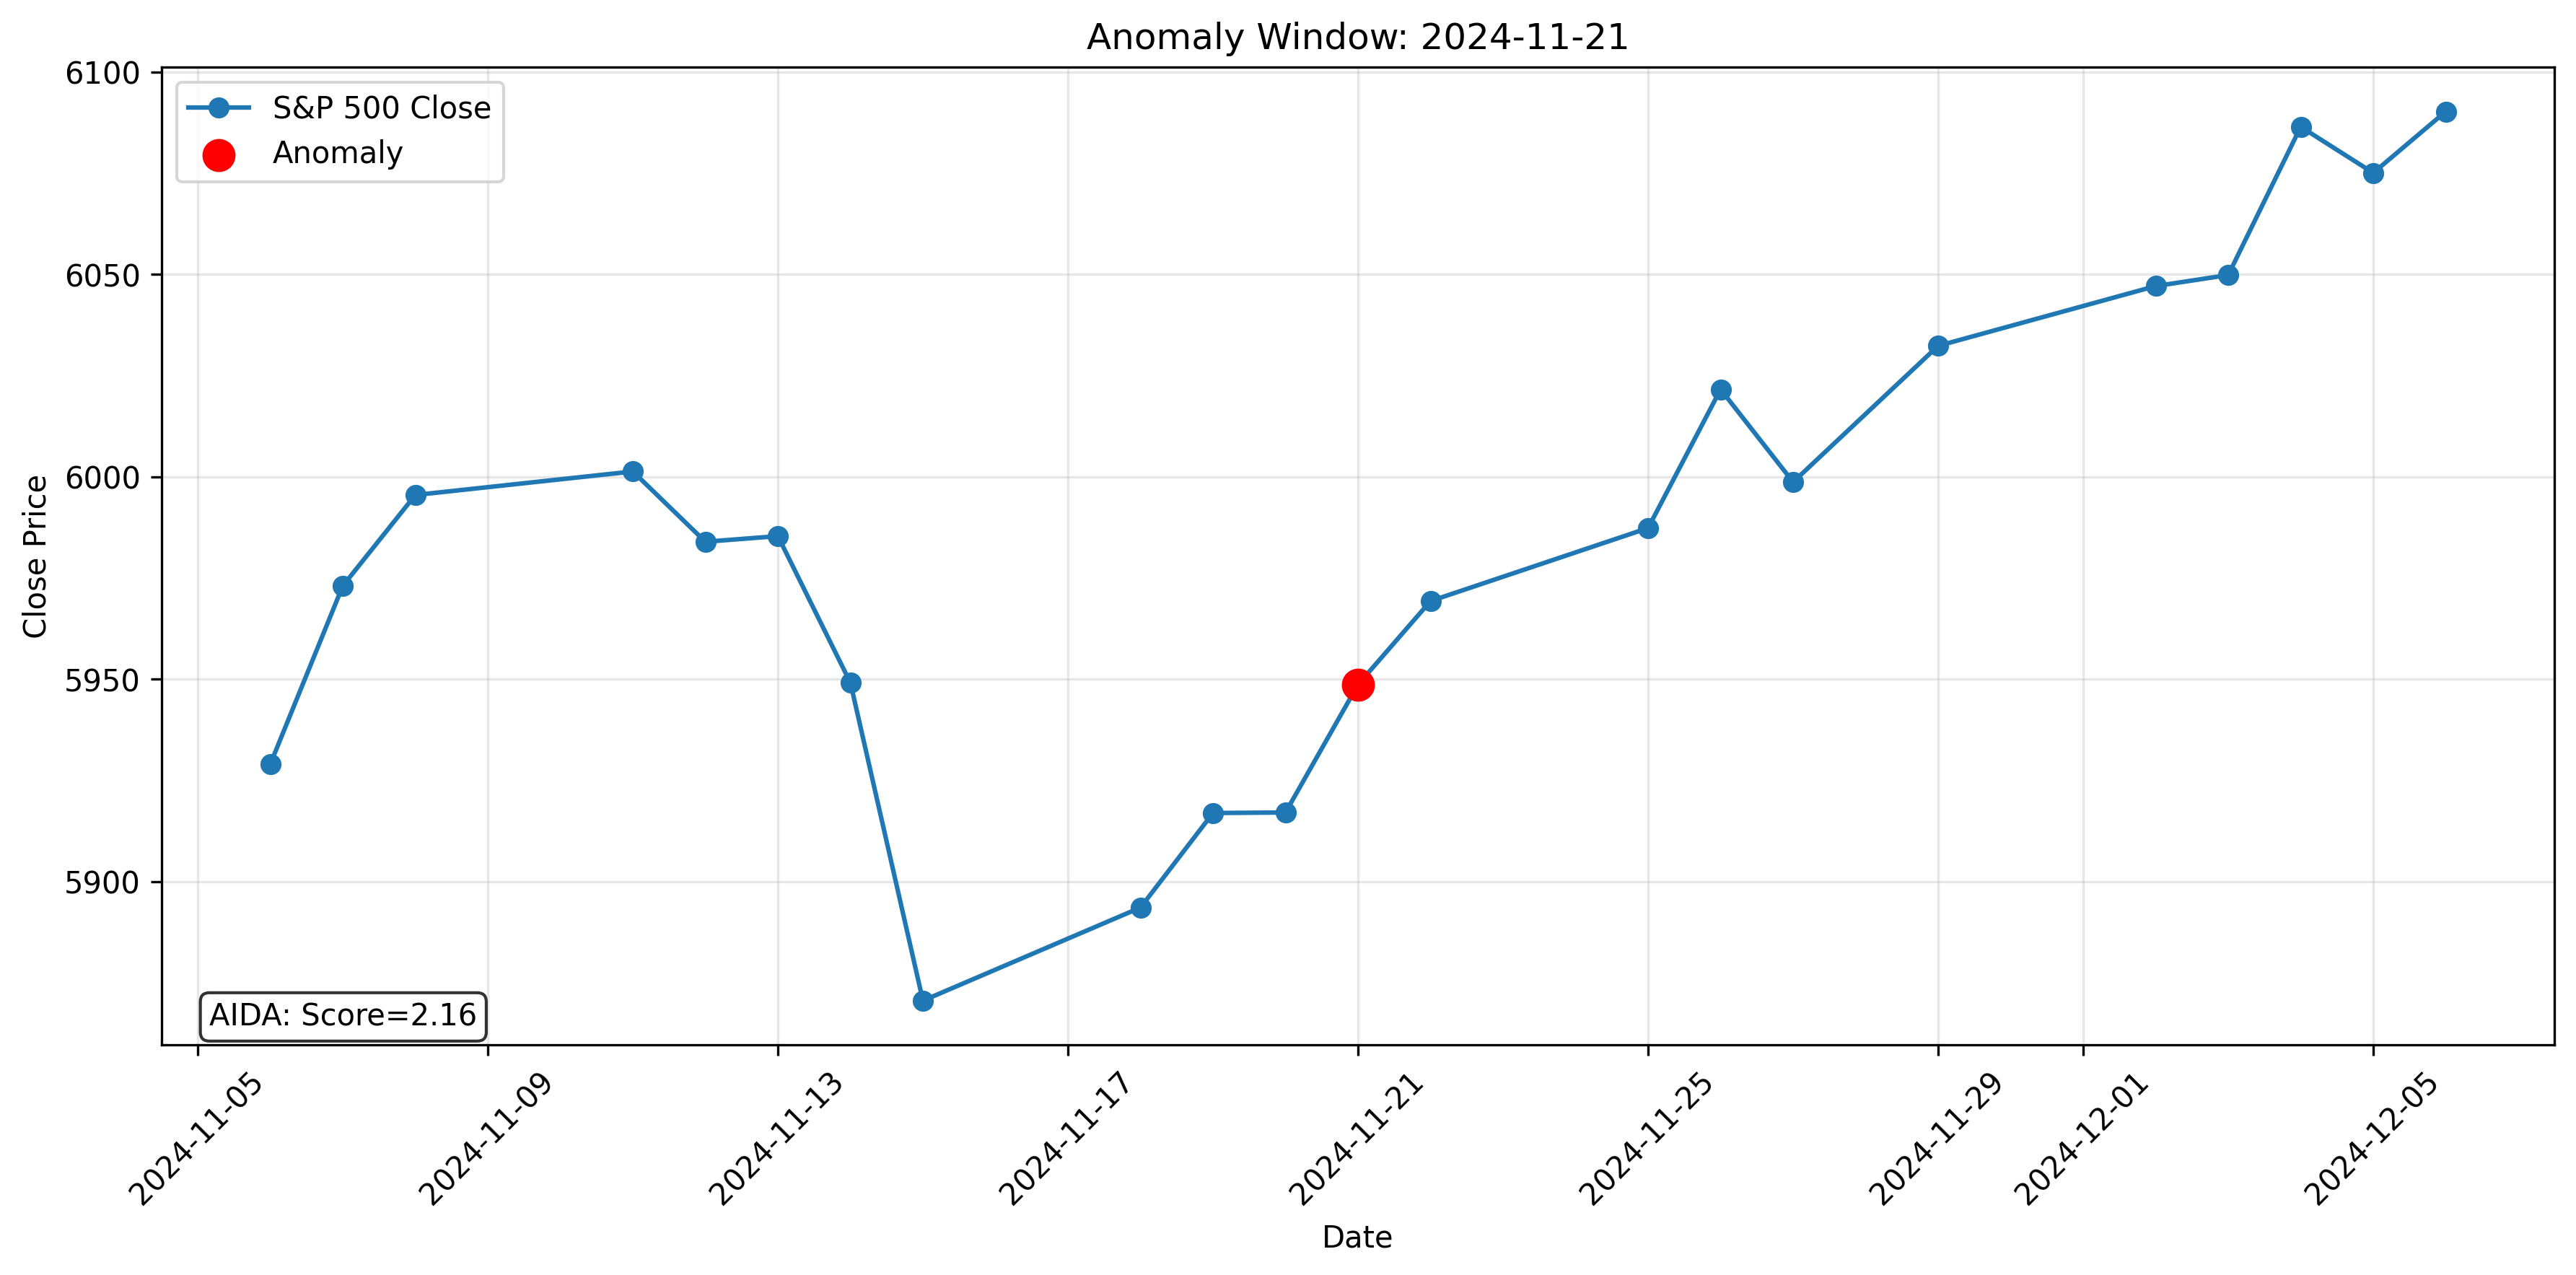 Anomaly Window: 2024-11-21
S&P 500 Close
Anomaly
6100
6050
6000
5950
5900
Close Price
AIDA: Score=2.16
2024-11-05
2024-11-09
2024-11-13
2024-11-17
2024-11-21
2024-11-25
2024-11-29
2024-12-01
2024-12-05
Date